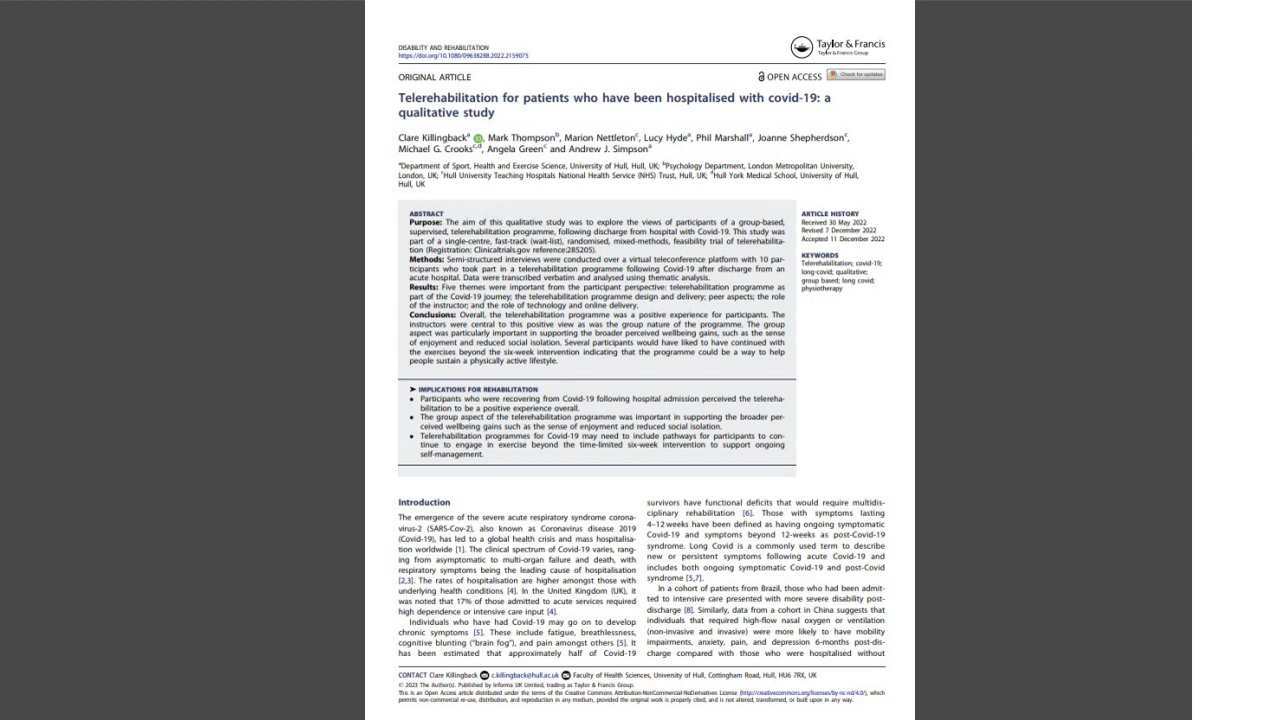 DISABILITY AND REHABILITATION
https://doi.org/10.1080/09638288.2022.2159075
Taylor & Francis
Taylor & Francis Group
ORIGINAL ARTICLE
OPEN ACCESS
Check for updates
Telerehabilitation for patients who have been hospitalised with covid-19: a
qualitative study
Clare Killingbackᵃ, Mark Thompsonᵇ, Marion Nettletonᶜ, Lucy Hydeᵃ, Phil Marshallᵃ, Joanne Shepherdsonᶜ,
Michael G. Crooksᶜ,ᵈ, Angela Greenᶜ and Andrew J. Simpsonᵃ
ᵃDepartment of Sport, Health and Exercise Science, University of Hull, Hull, UK; ᵇPsychology Department, London Metropolitan University,
London, UK; ᶜHull University Teaching Hospitals National Health Service (NHS) Trust, Hull, UK; ᵈHull York Medical School, University of Hull,
Hull, UK
ABSTRACT
Purpose: The aim of this qualitative study was to explore the views of participants of a group-based,
supervised, telerehabilitation programme, following discharge from hospital with Covid-19. This study was
part of a single-centre, fast-track (wait-list), randomised, mixed-methods, feasibility trial of telerehabilita-
tion (Registration: Clinicaltrials.gov reference:285205).
Methods: Semi-structured interviews were conducted over a virtual teleconference platform with 10 par-
ticipants who took part in a telerehabilitation programme following Covid-19 after discharge from an
acute hospital. Data were transcribed verbatim and analysed using thematic analysis.
Results: Five themes were important from the participant perspective: telerehabilitation programme as
part of the Covid-19 journey; the telerehabilitation programme design and delivery; peer aspects; the role
of the instructor; and the role of technology and online delivery.
Conclusions: Overall, the telerehabilitation programme was a positive experience for participants. The
instructors were central to this positive view as was the group nature of the programme. The group
aspect was particularly important in supporting the broader perceived wellbeing gains, such as the sense
of enjoyment and reduced social isolation. Several participants would have liked to have continued with
the exercises beyond the six-week intervention indicating that the programme could be a way to help
people sustain a physically active lifestyle.
ARTICLE HISTORY
Received 30 May 2022
Revised 7 December 2022
Accepted 11 December 2022
KEYWORDS
Telerehabilitation; covid-19;
long-covid; qualitative;
group based; long covid;
physiotherapy
➤ IMPLICATIONS FOR REHABILITATION
• Participants who were recovering from Covid-19 following hospital admission perceived the telereha-
bilitation to be a positive experience overall.
• The group aspect of the telerehabilitation programme was important in supporting the broader per-
ceived wellbeing gains such as the sense of enjoyment and reduced social isolation.
• Telerehabilitation programmes for Covid-19 may need to include pathways for participants to con-
tinue to engage in exercise beyond the time-limited six-week intervention to support ongoing
self-management.
Introduction
The emergence of the severe acute respiratory syndrome corona-
virus-2 (SARS-Cov-2), also known as Coronavirus disease 2019
(Covid-19), has led to a global health crisis and mass hospitalisa-
tion worldwide [1]. The clinical spectrum of Covid-19 varies, rang-
ing from asymptomatic to multi-organ failure and death, with
respiratory symptoms being the leading cause of hospitalisation
[2,3]. The rates of hospitalisation are higher amongst those with
underlying health conditions [4]. In the United Kingdom (UK), it
was noted that 17% of those admitted to acute services required
high dependence or intensive care input [4].
Individuals who have had Covid-19 may go on to develop
chronic symptoms [5]. These include fatigue, breathlessness,
cognitive blunting ("brain fog"), and pain amongst others [5]. It
has been estimated that approximately half of Covid-19
survivors have functional deficits that would require multidis-
ciplinary rehabilitation [6]. Those with symptoms lasting
4–12 weeks have been defined as having ongoing symptomatic
Covid-19 and symptoms beyond 12-weeks as post-Covid-19
syndrome. Long Covid is a commonly used term to describe
new or persistent symptoms following acute Covid-19 and
includes both ongoing symptomatic Covid-19 and post-Covid
syndrome [5,7].
In a cohort of patients from Brazil, those who had been admit-
ted to intensive care presented with more severe disability post-
discharge [8]. Similarly, data from a cohort in China suggests that
individuals that required high-flow nasal oxygen or ventilation
(non-invasive and invasive) were more likely to have mobility
impairments, anxiety, pain, and depression 6-months post-dis-
charge compared with those who were hospitalised without
CONTACT Clare Killingback c.killingback@hull.ac.uk Faculty of Health Sciences, University of Hull, Cottingham Road, Hull, HU6 7RX, UK
© 2023 The Author(s). Published by Informa UK Limited, trading as Taylor & Francis Group.
This is an Open Access article distributed under the terms of the Creative Commons Attribution-NonCommercial-NoDerivatives License (http://creativecommons.org/licenses/by-nc-nd/4.0/), which
permits non-commercial re-use, distribution, and reproduction in any medium, provided the original work is properly cited, and is not altered, transformed, or built upon in any way.